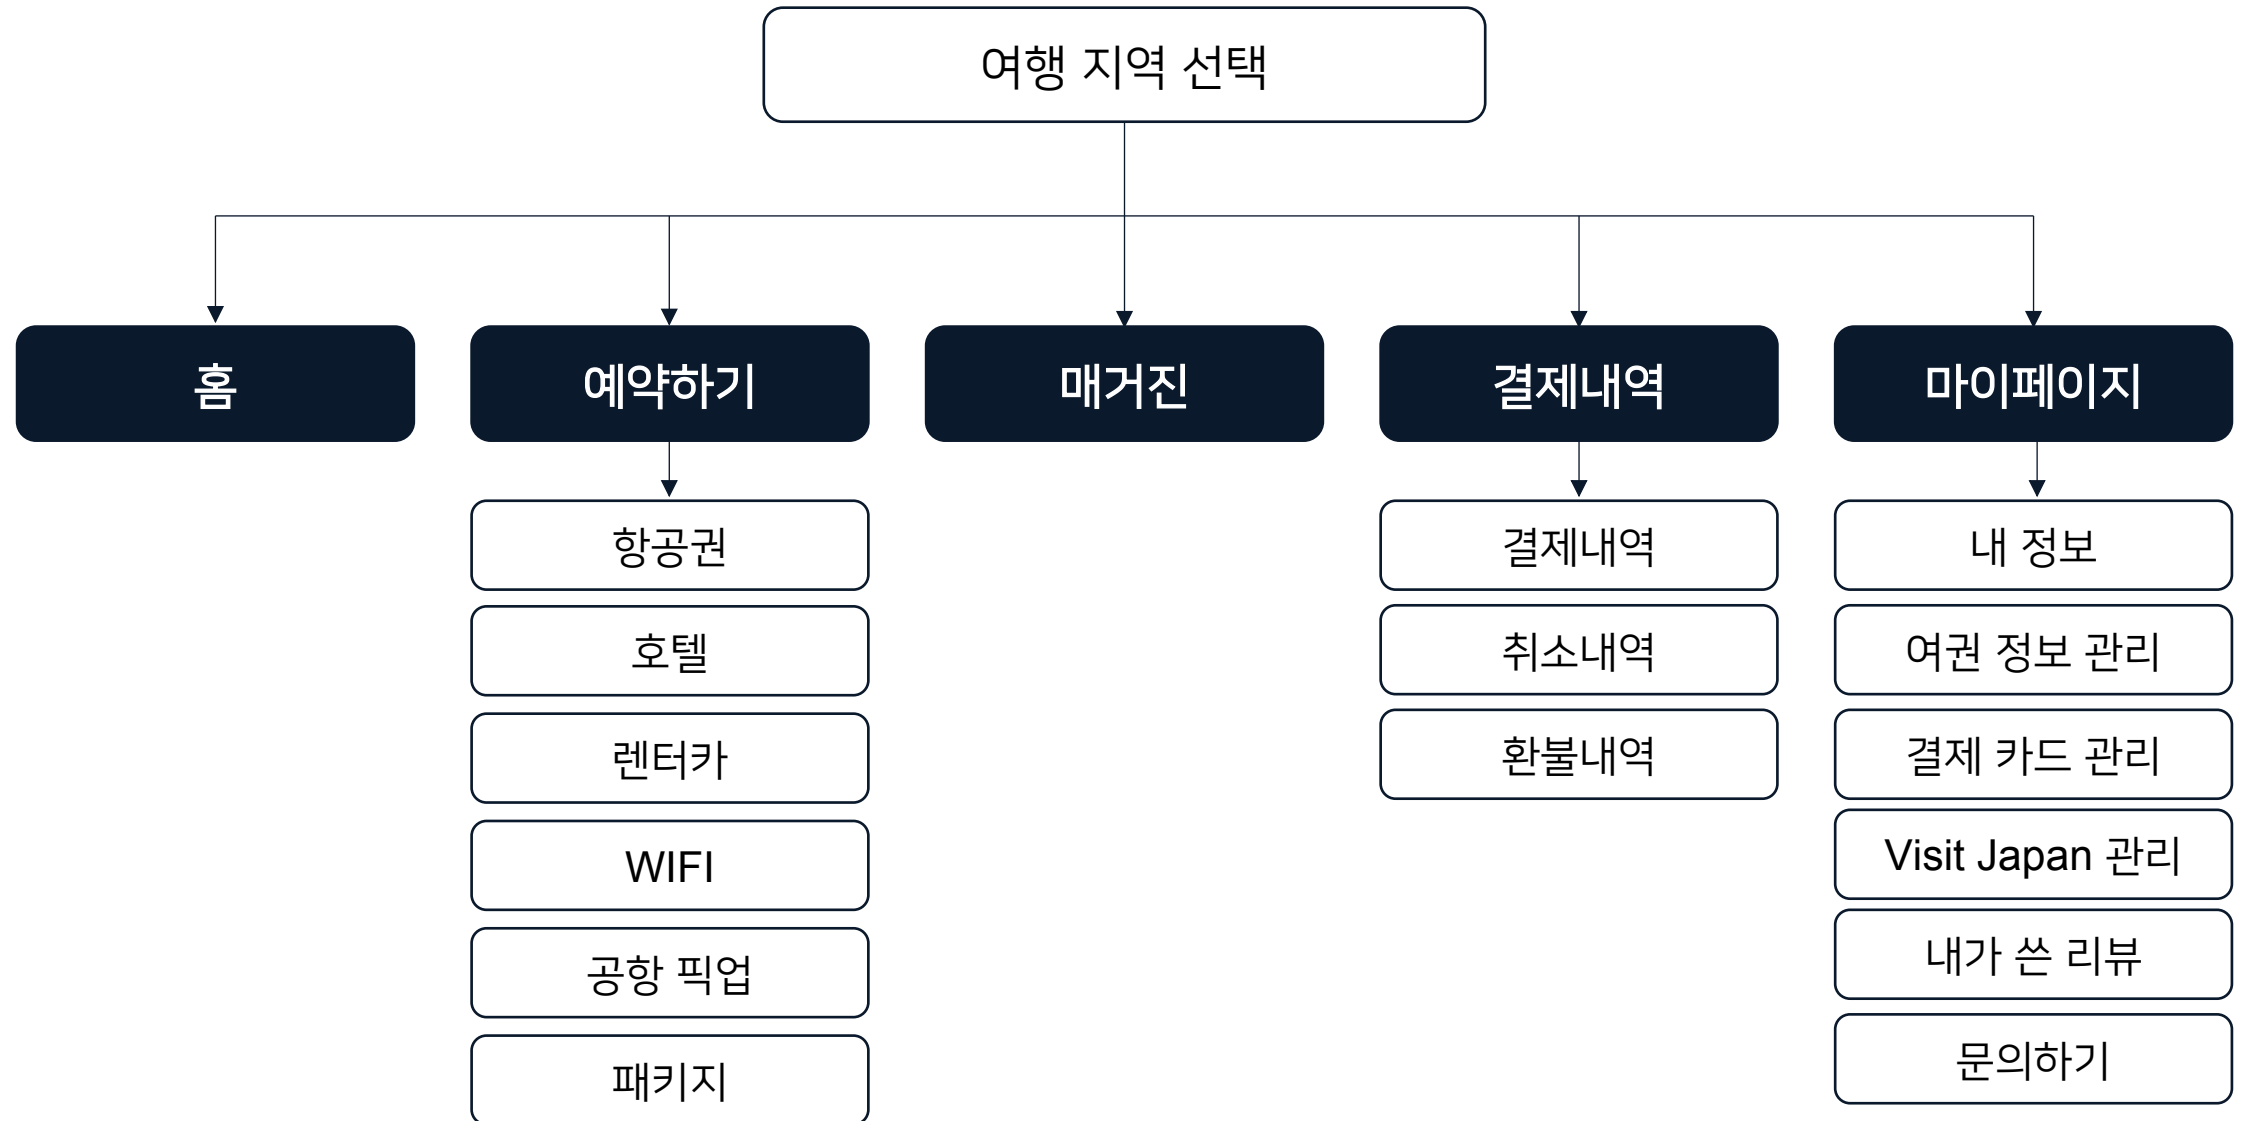 여행 지역 선택
홈
예약하기
매거진
결제내역
마이페이지
항공권
호텔
렌터카
WIFI
공항 픽업
패키지
결제내역
취소내역
환불내역
내 정보
여권 정보 관리
결제 카드 관리
Visit Japan 관리
내가 쓴 리뷰
문의하기